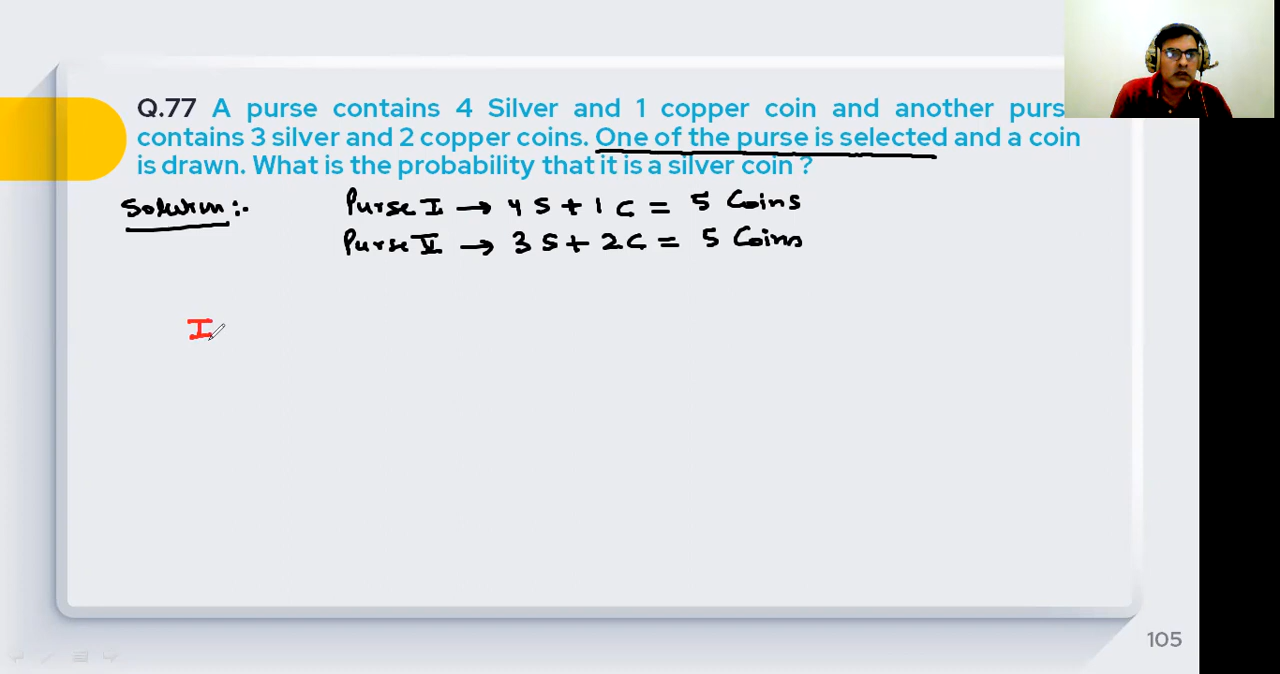 Q.77 A purse contains 4 Silver and 1 copper coin and another purs
contains 3 silver and 2 copper coins. One of the purse is selected and a coin
is drawn. What is the probability that it is a silver coin ?
Solution:-
Purse I → 4 S + 1 C = 5 Coins
Purse II → 3 S + 2 C = 5 Coins
I
105